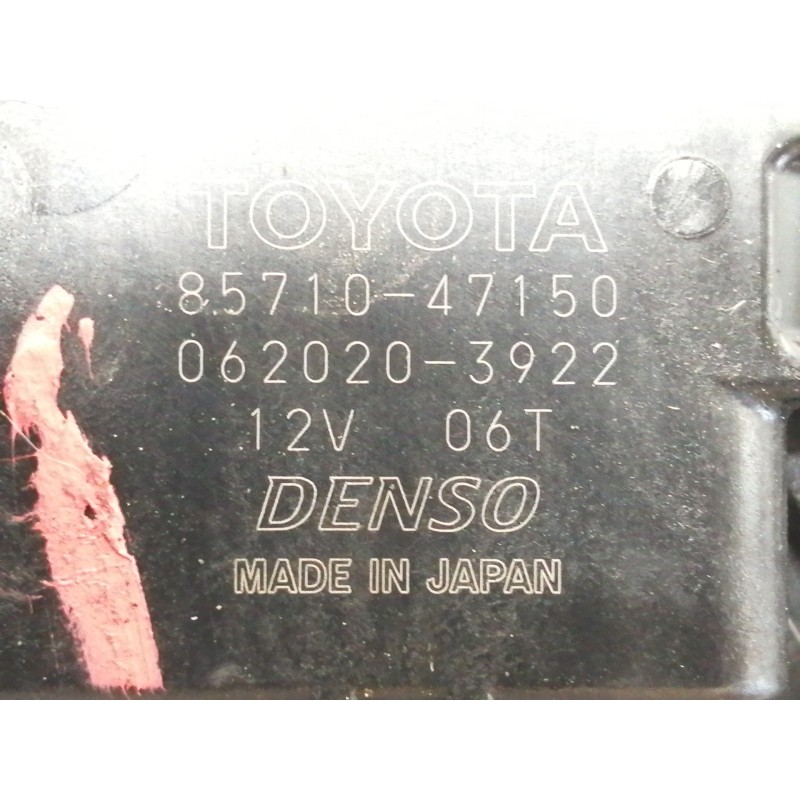 TOYOTA
85710-47150
062020-3922
12V 06T
DENSO
MADE IN JAPAN